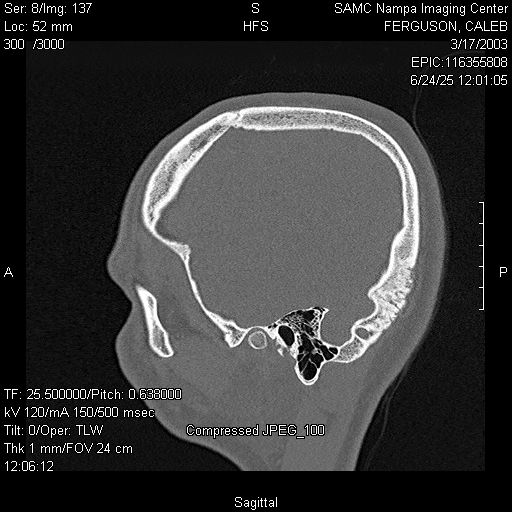 Ser: 8/Img: 137
S
SAMC Nampa Imaging Center
Loc: 52 mm
HFS
FERGUSON, CALEB
300 /3000
3/17/2003
EPIC:116355808
6/24/25 12:01:05
A
P
TF: 25.500000/Pitch: 0.638000
kV 120/mA 150/500 msec
Tilt: 0/Oper: TLW
Compressed JPEG_100
Thk 1 mm/FOV 24 cm
12:06:12
Sagittal